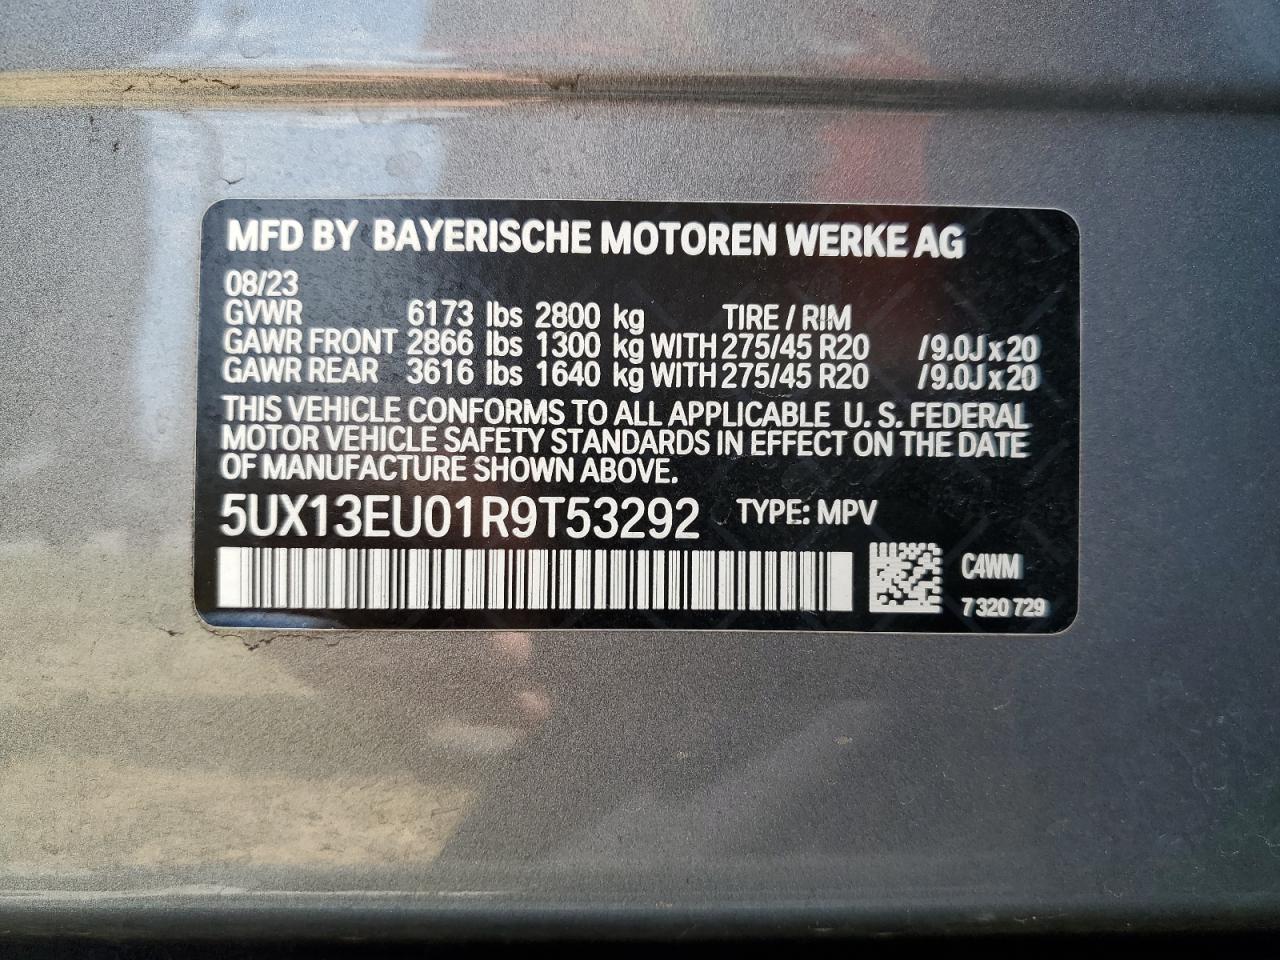 MFD BY BAYERISCHE MOTOREN WERKE AG
08/23
GVWR 6173 lbs 2800 kg TIRE / RIM
GAWR FRONT 2866 lbs 1300 kg WITH 275/45 R20 /9.0J x 20
GAWR REAR 3616 lbs 1640 kg WITH 275/45 R20 /9.0J x 20
THIS VEHICLE CONFORMS TO ALL APPLICABLE U. S. FEDERAL
MOTOR VEHICLE SAFETY STANDARDS IN EFFECT ON THE DATE
OF MANUFACTURE SHOWN ABOVE.
5UX13EU01R9T53292 TYPE: MPV
C4WM
7 320 729